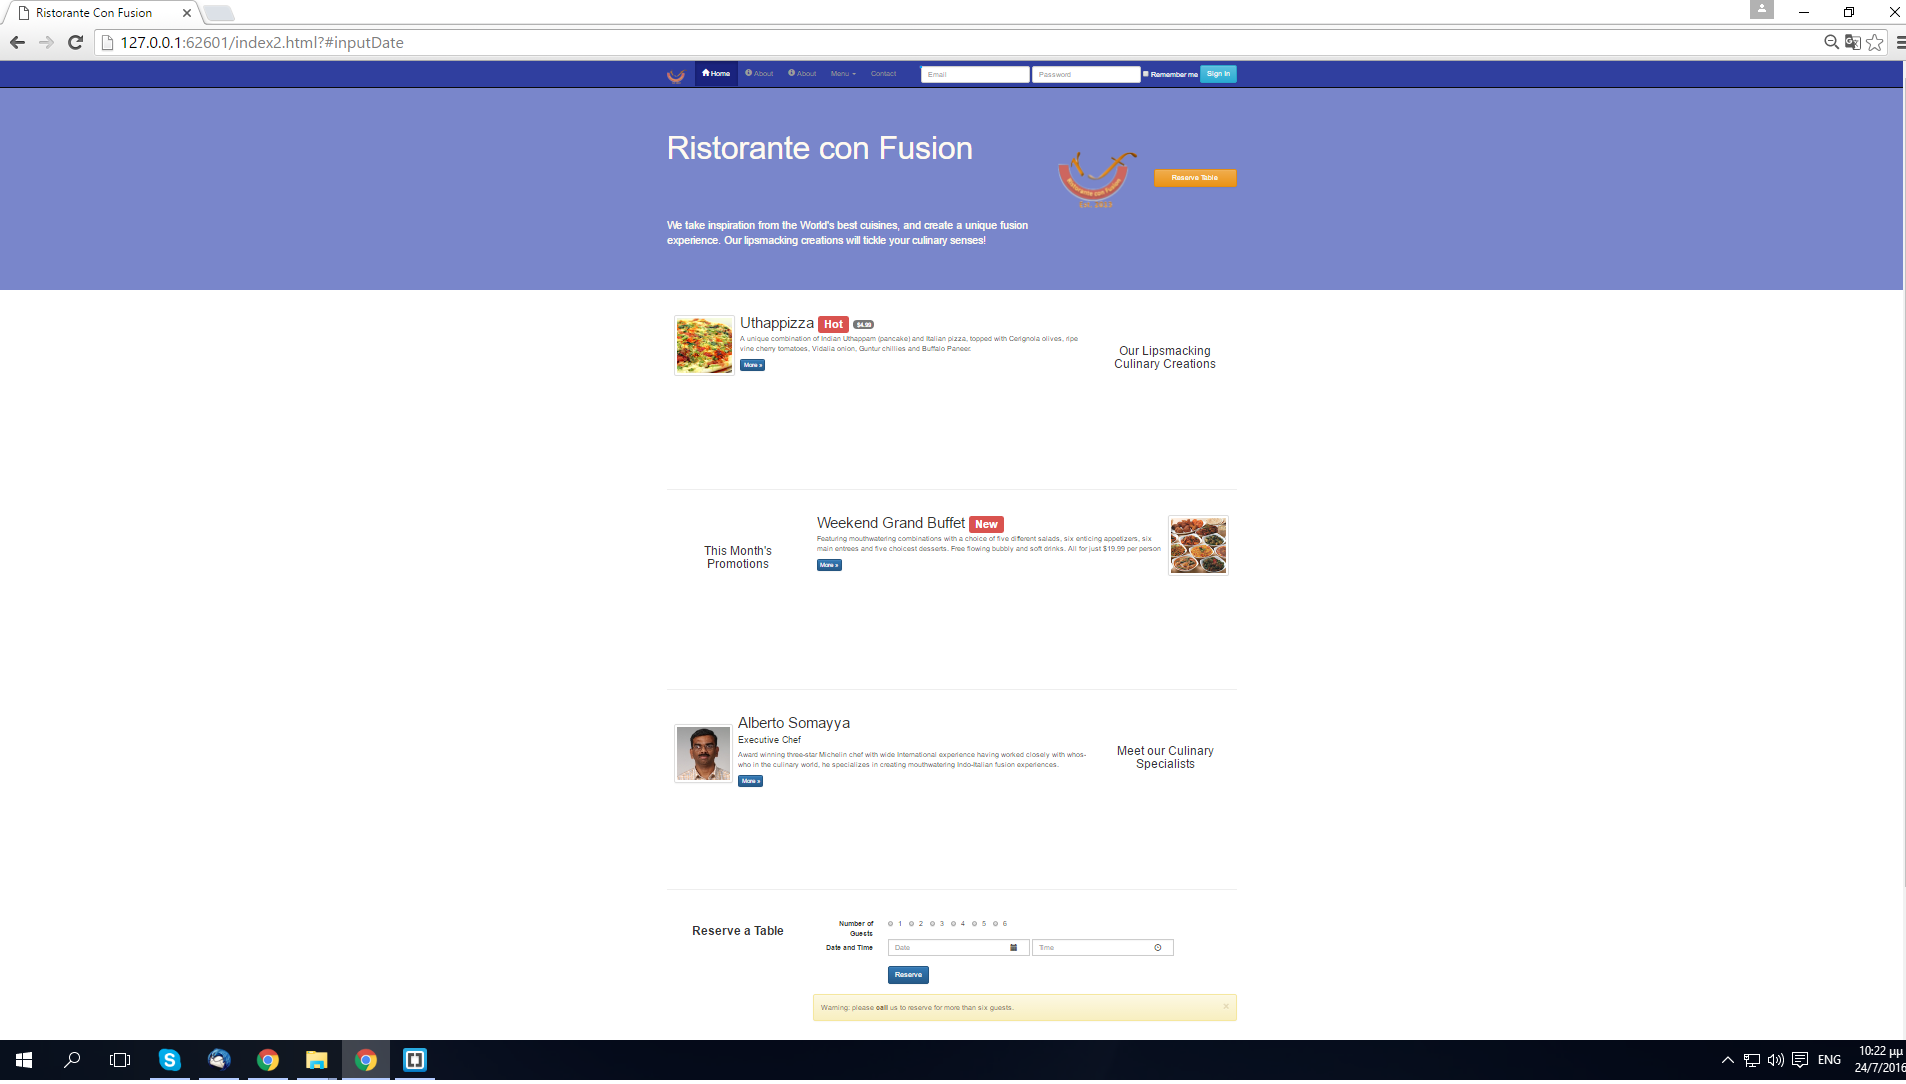 Ristorante Con Fusion
127.0.0.1:62601/index2.html?#inputDate
Home About About Menu Contact Email Password Remember me Sign In
Ristorante con Fusion
Ristorante con Fusion
Est. 
Reserve Table
We take inspiration from the World's best cuisines, and create a unique fusion
experience. Our lipsmacking creations will tickle your culinary senses!
Uthappizza Hot $4.99
A unique combination of Indian Uthappam (pancake) and Italian pizza, topped with Cerignola olives, ripe
vine cherry tomatoes, Vidalia onion, Guntur chillies and Buffalo Paneer.
More »
Our Lipsmacking
Culinary Creations
This Month's
Promotions
Weekend Grand Buffet New
Featuring mouthwatering combinations with a choice of five different salads, six enticing appetizers, six
main entrees and five choicest desserts. Free flowing bubbly and soft drinks. All for just $19.99 per person
More »
Alberto Somayya
Executive Chef
Award winning three-star Michelin chef with wide International experience having worked closely with whos-
who in the culinary world, he specializes in creating mouthwatering Indo-Italian fusion experiences.
More »
Meet our Culinary
Specialists
Reserve a Table
Number of
Guests
1 2 3 4 5 6
Date and Time Date Time
Reserve
Warning: please call us to reserve for more than six guests. ×
ENG
10:22 μμ
24/7/2016